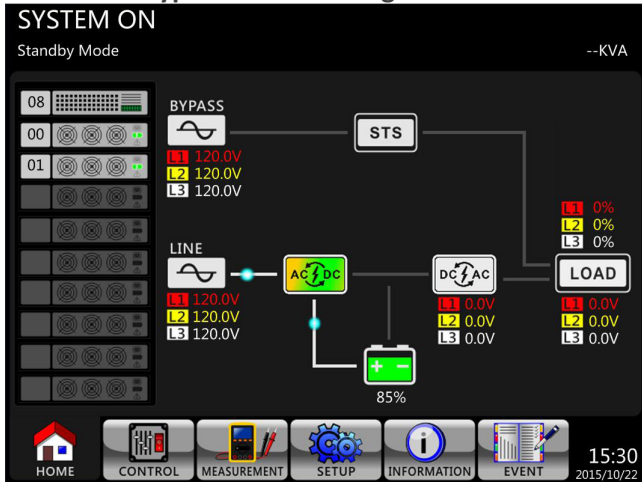 SYSTEM ON
Standby Mode
--KVA
08
00
01
BYPASS
L1 120.0V
L2 120.0V
L3 120.0V
STS
L1 0%
L2 0%
L3 0%
LINE
L1 120.0V
L2 120.0V
L3 120.0V
AC DC
DC AC
L1 0.0V
L2 0.0V
L3 0.0V
LOAD
L1 0.0V
L2 0.0V
L3 0.0V
+ -
85%
HOME
CONTROL
MEASUREMENT
SETUP
INFORMATION
EVENT
15:30
2015/10/22